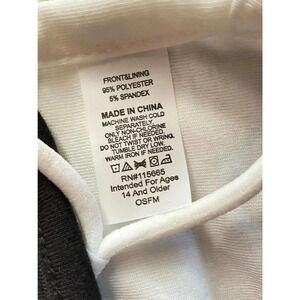 FRONT&LINING
95% POLYESTER
5% SPANDEX
MADE IN CHINA
MACHINE WASH COLD
SEPARATELY.
ONLY NON-CHLORINE
BLEACH IF NEEDED.
DO NOT TWIST OR WRING.
TUMBLE DRY LOW.
WARM IRON IF NEEDED.
RN#115665
Intended For Ages
14 And Older
OSFM